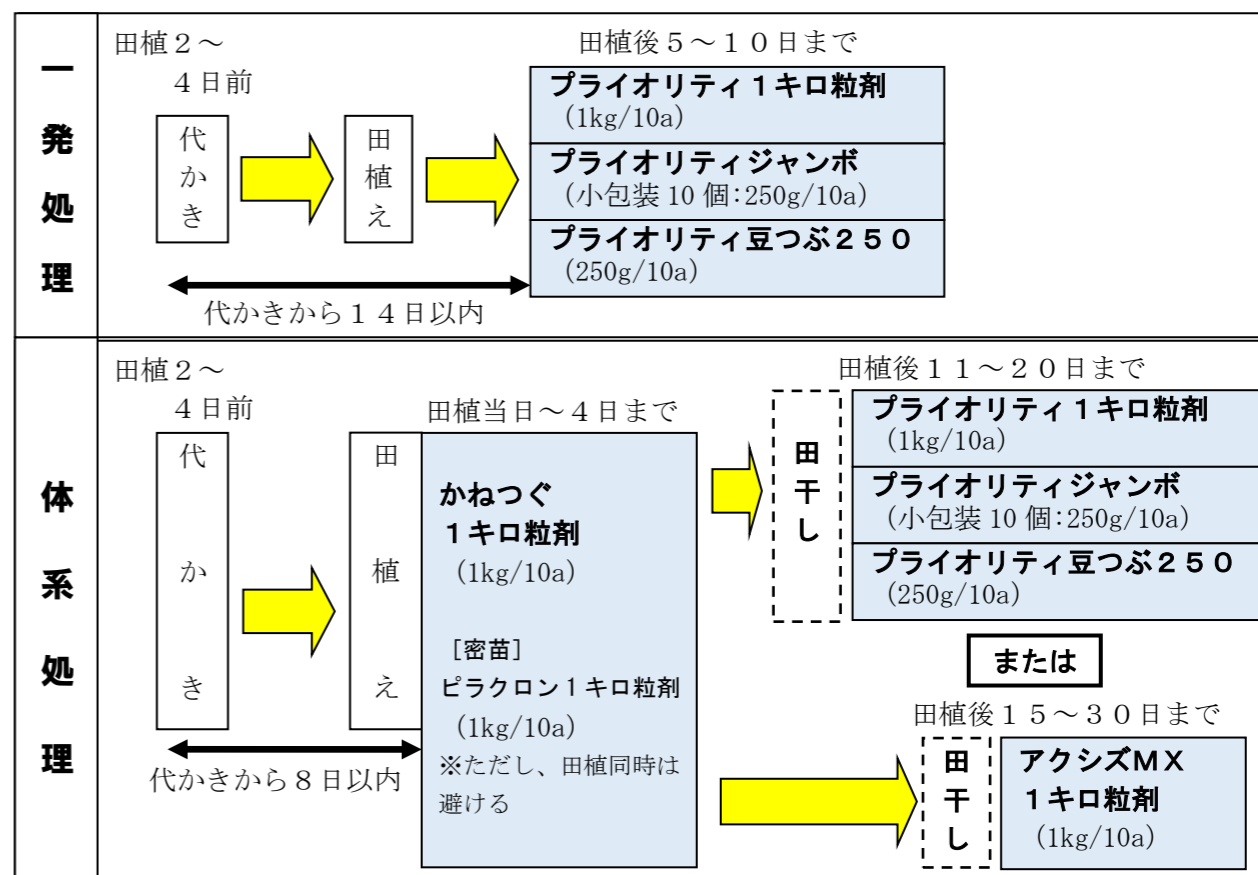 一発処理
田植２～
４日前
代かき
田植え
田植後５～１０日まで
プライオリティ１キロ粒剤
（1kg/10a）
プライオリティジャンボ
（小包装 10 個：250g/10a）
プライオリティ豆つぶ２５０
（250g/10a）
代かきから１４日以内
体系処理
田植２～
４日前
代かき
田植え
田植当日～４日まで
かねつぐ
１キロ粒剤
（1kg/10a）
［密苗］
ピラクロン１キロ粒剤
（1kg/10a）
※ただし、田植同時は
避ける
代かきから８日以内
田植後１１～２０日まで
田干し
プライオリティ１キロ粒剤
（1kg/10a）
プライオリティジャンボ
（小包装 10 個：250g/10a）
プライオリティ豆つぶ２５０
（250g/10a）
または
田植後１５～３０日まで
田干し
アクシズＭＸ
１キロ粒剤
（1kg/10a）